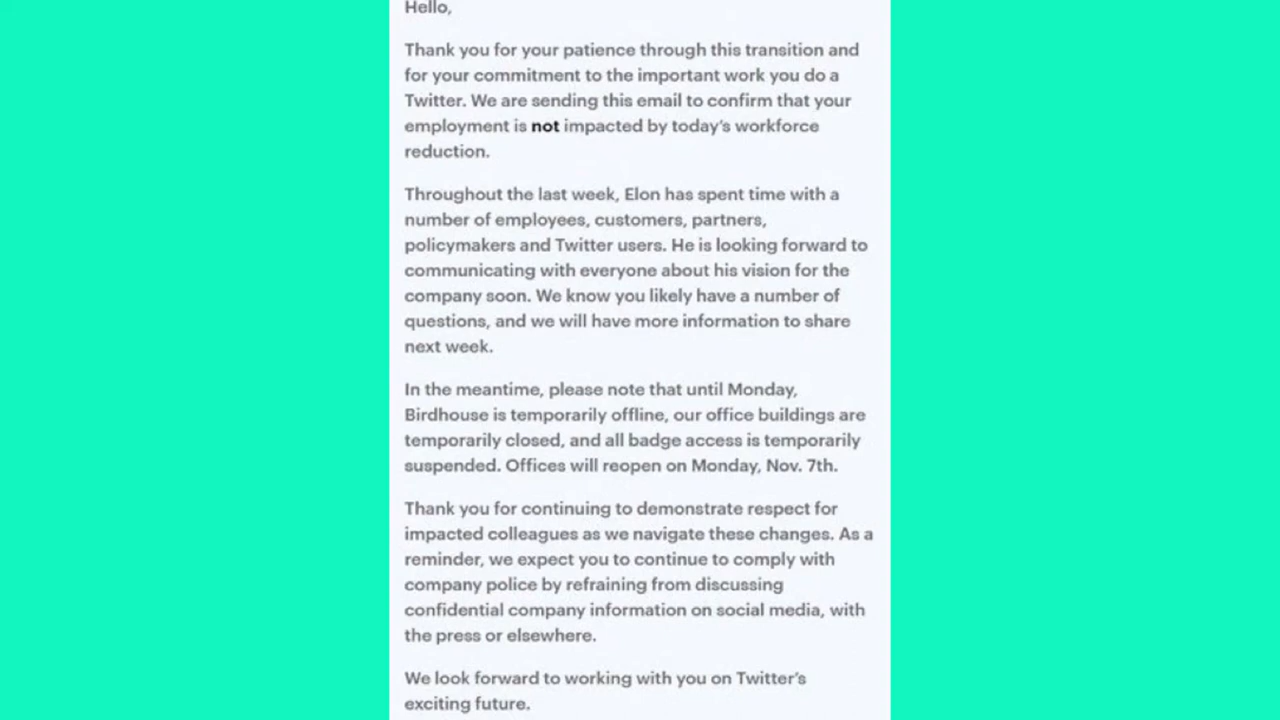 Hello,
Thank you for your patience through this transition and
for your commitment to the important work you do a
Twitter. We are sending this email to confirm that your
employment is not impacted by today's workforce
reduction.
Throughout the last week, Elon has spent time with a
number of employees, customers, partners,
policymakers and Twitter users. He is looking forward to
communicating with everyone about his vision for the
company soon. We know you likely have a number of
questions, and we will have more information to share
next week.
In the meantime, please note that until Monday,
Birdhouse is temporarily offline, our office buildings are
temporarily closed, and all badge access is temporarily
suspended. Offices will reopen on Monday, Nov. 7th.
Thank you for continuing to demonstrate respect for
impacted colleagues as we navigate these changes. As a
reminder, we expect you to continue to comply with
company police by refraining from discussing
confidential company information on social media, with
the press or elsewhere.
We look forward to working with you on Twitter's
exciting future.